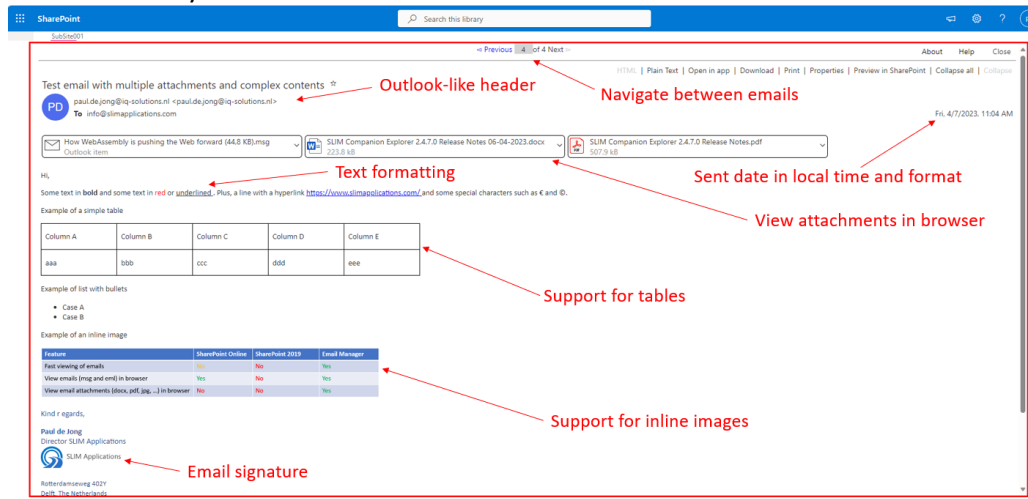 SharePoint
Search this library
?
SubSite001
Previous 4 of 4 Next
About Help Close
HTML | Plain Text | Open in app | Download | Print | Properties | Preview in SharePoint | Collapse all | Collapse
Test email with multiple attachments and complex contents
Outlook-like header
Navigate between emails
PD
paul.de.jong@iq-solutions.nl <paul.de.jong@iq-solutions.nl>
To info@slimapplications.com
Fri, 4/7/2023, 11:04 AM
How WebAssembly is pushing the Web forward (44.8 KB).msg
Outlook item
SLIM Companion Explorer 2.4.7.0 Release Notes 06-04-2023.docx
223.8 kB
SLIM Companion Explorer 2.4.7.0 Release Notes.pdf
507.9 kB
Hi,
Text formatting
Sent date in local time and format
Some text in bold and some text in red or underlined . Plus, a line with a hyperlink https://www.slimapplications.com/ and some special characters such as € and ©.
View attachments in browser
Example of a simple table
Column A Column B Column C Column D Column E
aaa bbb ccc ddd eee
Example of list with bullets
Support for tables
• Case A
• Case B
Example of an inline image
Feature SharePoint Online SharePoint 2019 Email Manager
Fast viewing of emails No Yes
View emails (msg and eml) in browser Yes No Yes
View email attachments (docx, pdf, jpg, ...) in browser No No Yes
Kind r egards,
Support for inline images
Paul de Jong
Director SLIM Applications
SLIM Applications
Email signature
Rotterdamseweg 402Y
Delft, The Netherlands